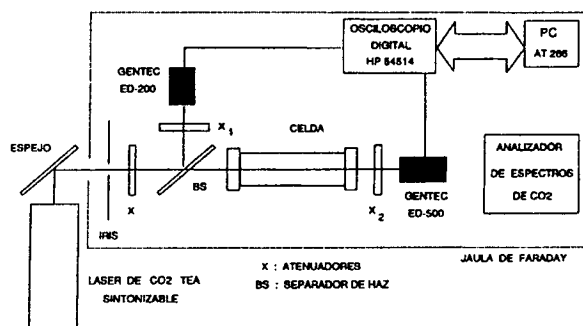 OSCILOSCOPIO
DIGITAL
HP 54514
PC
AT 286
GENTEC
ED-200
X1
CELDA
ESPEJO
BS
X
IRIS
X2
GENTEC
ED-500
ANALIZADOR
DE ESPECTROS
DE CO2
LASER DE CO2 TEA
SINTONIZABLE
X : ATENUADORES
BS : SEPARADOR DE HAZ
JAULA DE FARADAY